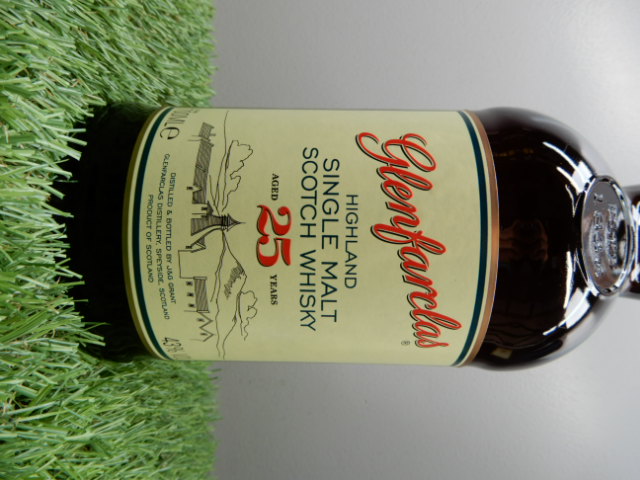 Glenfarclas®
HIGHLAND
SINGLE MALT
SCOTCH WHISKY
AGED 25 YEARS
DISTILLED & BOTTLED BY J&G GRANT
GLENFARCLAS DISTILLERY, SPEYSIDE, SCOTLAND
PRODUCT OF SCOTLAND
43%